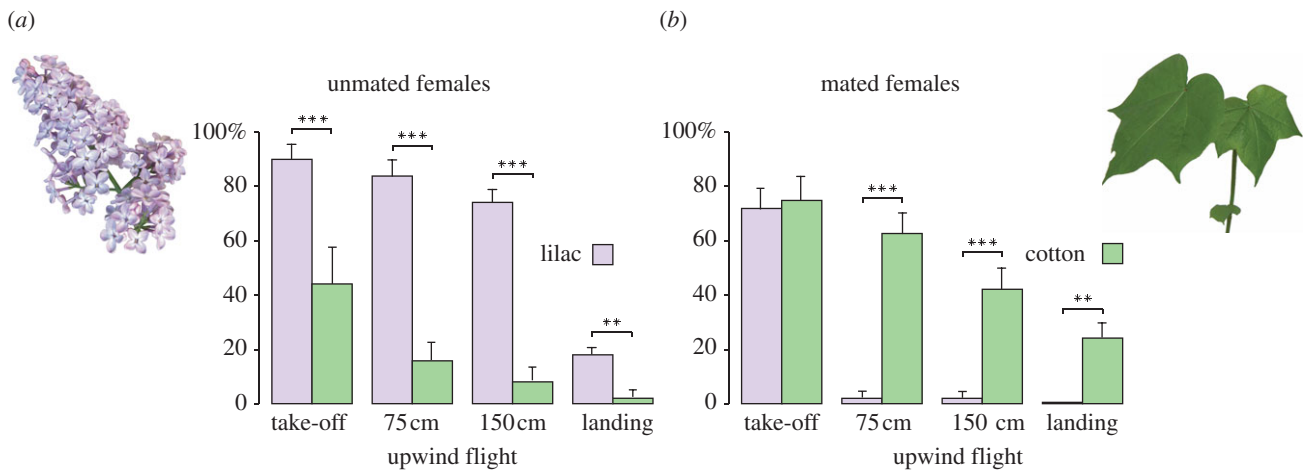 (a)
unmated females
100%
80
60
40
20
0
***
***
***
**
lilac
take-off
75 cm
150 cm
landing
upwind flight
(b)
mated females
100%
80
60
40
20
0
***
***
**
cotton
take-off
75 cm
150 cm
landing
upwind flight